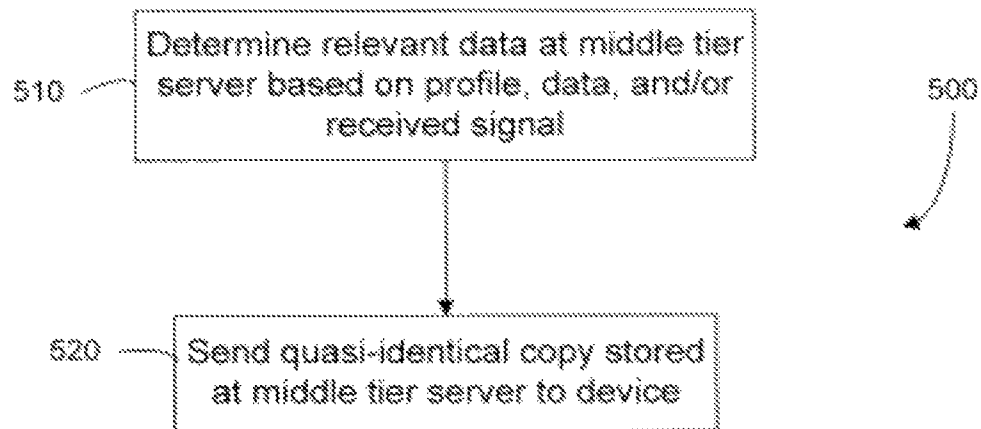 Determine relevant data at middle tier
server based on profile, data, and/or
received signal
510
500
520
Send quasi-identical copy stored
at middle tier server to device